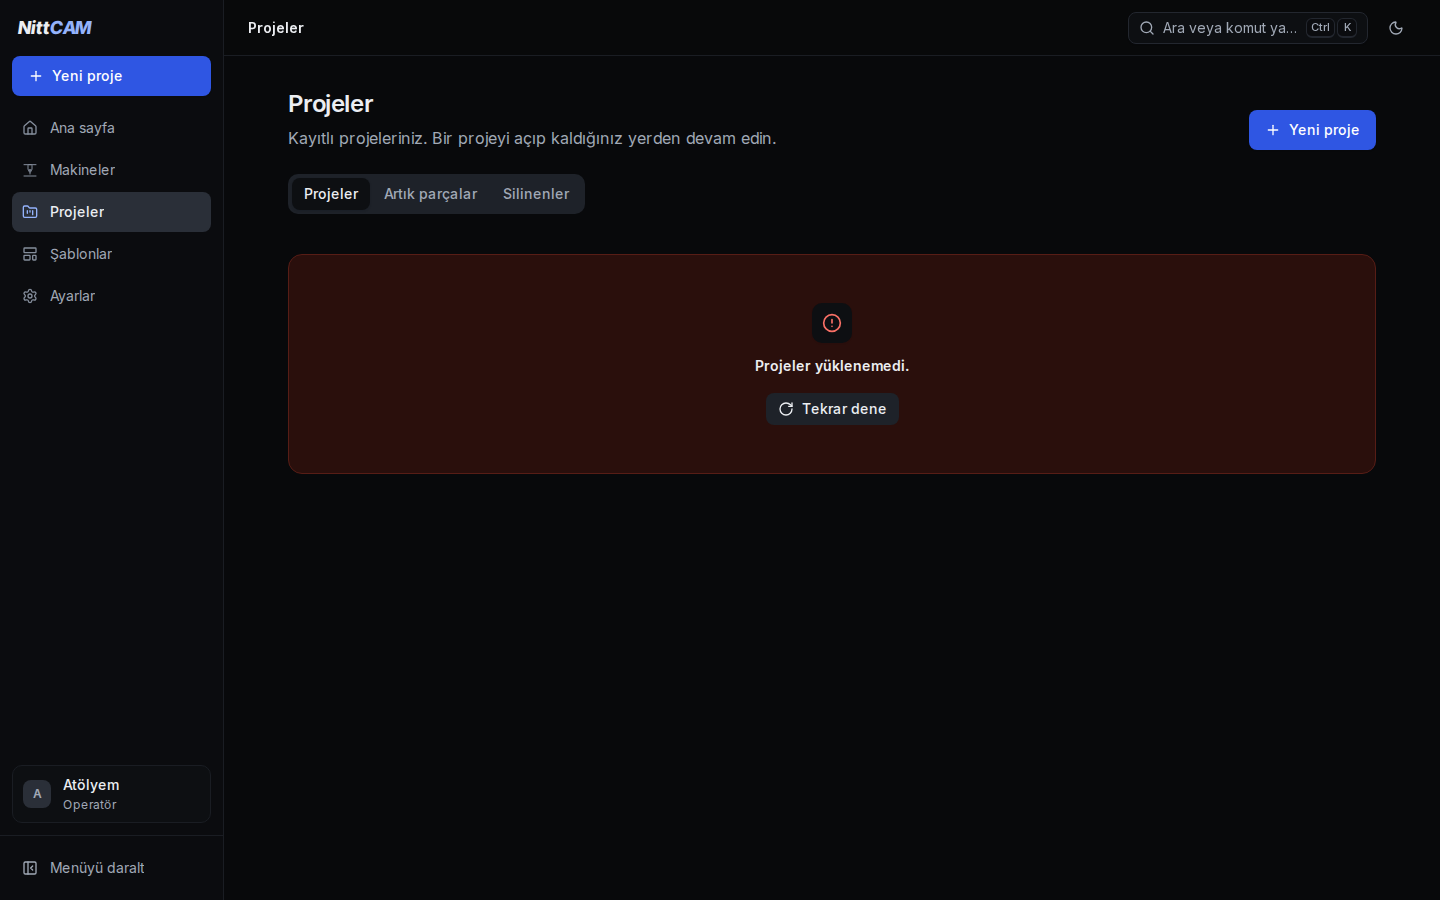 NittCAM
Yeni proje
Ana sayfa
Makineler
Projeler
Şablonlar
Ayarlar
A
Atölyem
Operatör
Menüyü daralt
Projeler
Ara veya komut ya... Ctrl K
Projeler
Kayıtlı projeleriniz. Bir projeyi açıp kaldığınız yerden devam edin.
Yeni proje
Projeler Artık parçalar Silinenler
Projeler yüklenemedi.
Tekrar dene